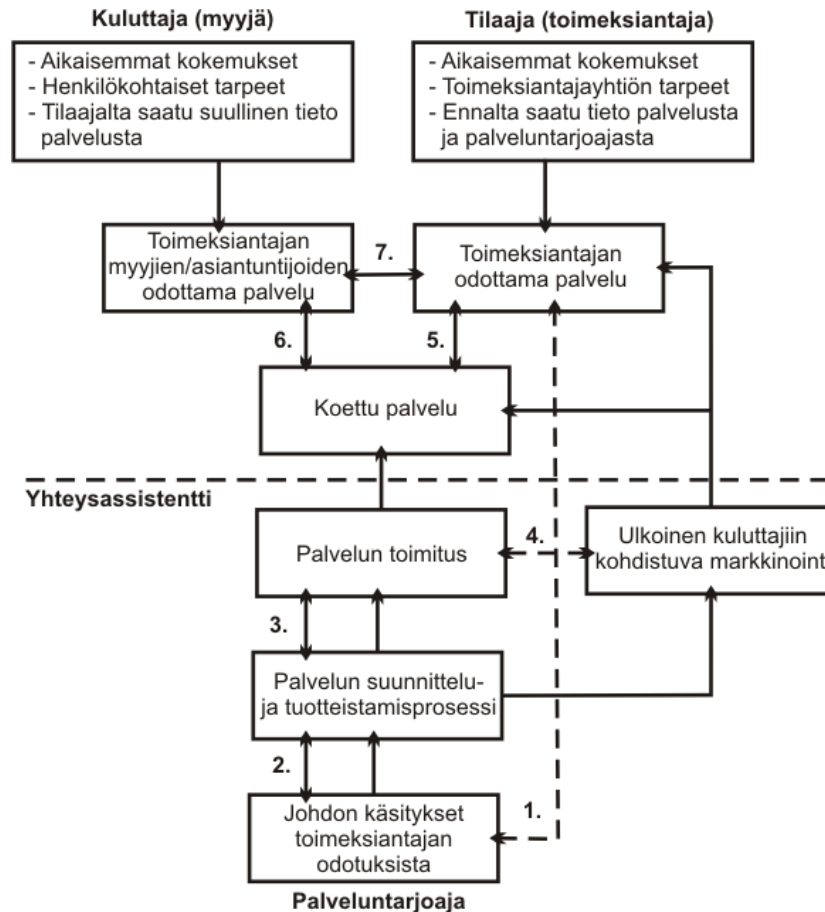 Kuluttaja (myyjä)
Tilaaja (toimeksiantaja)
- Aikaisemmat kokemukset
- Henkilökohtaiset tarpeet
- Tilaajalta saatu suullinen tieto
palvelusta
- Aikaisemmat kokemukset
- Toimeksiantajayhtiön tarpeet
- Ennalta saatu tieto palvelusta
ja palveluntarjoajasta
Toimeksiantajan
myyjien/asiantuntijoiden
odottama palvelu
7.
Toimeksiantajan
odottama palvelu
6.
5.
Koettu palvelu
Yhteysassistentti
Palvelun toimitus
4.
Ulkoinen kuluttajiin
kohdistuva markkinoint
3.
Palvelun suunnittelu-
ja tuotteistamisprosessi
2.
1.
Johdon käsitykset
toimeksiantajan
odotuksista
Palveluntarjoaja